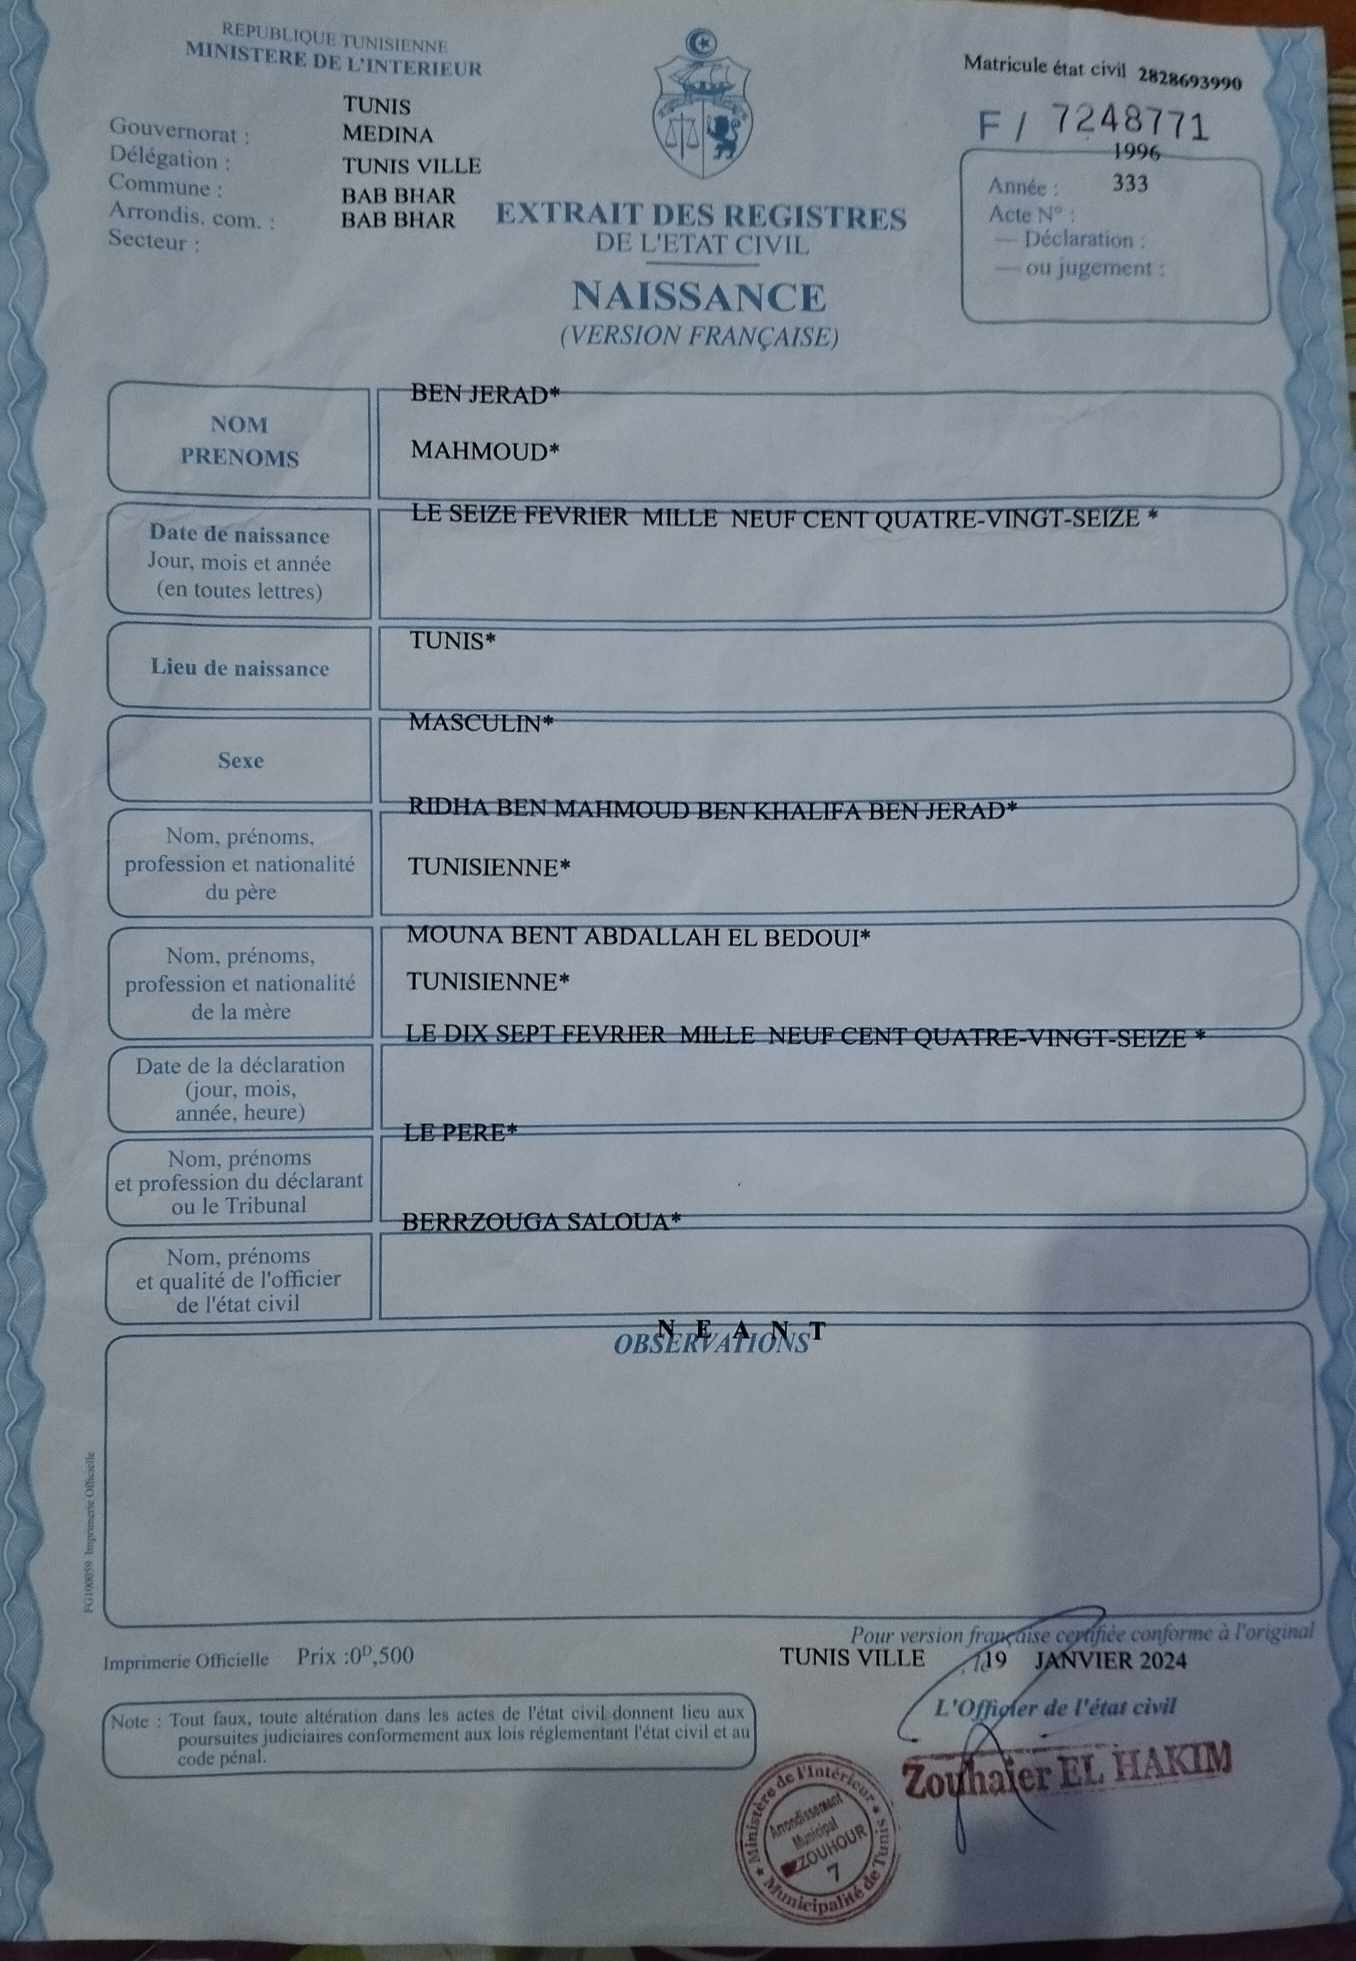 REPUBLIQUE TUNISIENNE
MINISTERE DE L'INTERIEUR
Matricule état civil 2828693990
F / 7248771
Gouvernorat : TUNIS
Délégation : MEDINA
Commune : TUNIS VILLE
Arrondis. com. : BAB BHAR
Secteur : BAB BHAR
EXTRAIT DES REGISTRES
DE L'ETAT CIVIL
NAISSANCE
(VERSION FRANÇAISE)
1996
Année : 333
Acte N° :
— Déclaration :
— ou jugement :
NOM
PRENOMS
BEN JERAD*
MAHMOUD*
Date de naissance
Jour, mois et année
(en toutes lettres)
LE SEIZE FEVRIER MILLE NEUF CENT QUATRE-VINGT-SEIZE *
Lieu de naissance
TUNIS*
Sexe
MASCULIN*
Nom, prénoms,
profession et nationalité
du père
RIDHA BEN MAHMOUD BEN KHALIFA BEN JERAD*
TUNISIENNE*
Nom, prénoms,
profession et nationalité
de la mère
MOUNA BENT ABDALLAH EL BEDOUI*
TUNISIENNE*
Date de la déclaration
(jour, mois,
année, heure)
LE DIX SEPT FEVRIER MILLE NEUF CENT QUATRE-VINGT-SEIZE *
Nom, prénoms
et profession du déclarant
ou le Tribunal
LE PERE*
Nom, prénoms
et qualité de l'officier
de l'état civil
BERRZOUGA SALOUA*
N E A N T
OBSERVATIONS
FG100059 Imprimerie Officielle
Imprimerie Officielle Prix :0D,500
Pour version française certifiée conforme à l'original
TUNIS VILLE 19 JANVIER 2024
L'Officier de l'état civil
Zouhaier EL HAKIM
Note : Tout faux, toute altération dans les actes de l'état civil donnent lieu aux
poursuites judiciaires conformement aux lois réglementant l'état civil et au
code pénal.
Ministère de l'Intérieur
Arrondissement
Municipal
ZOUHOUR
7
Municipalité de Tunis